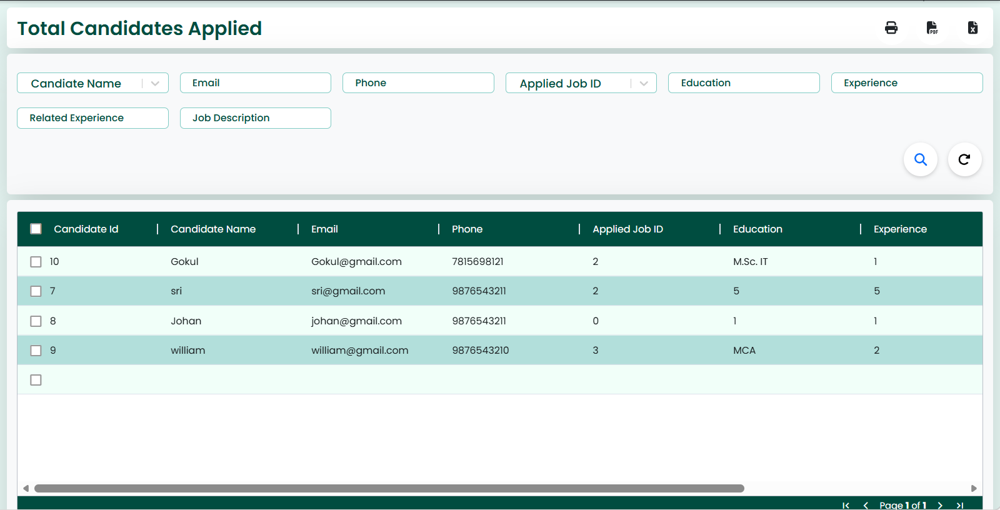 Total Candidates Applied
PDF
X
Candiate Name Email Phone Applied Job ID Education Experience
Related Experience Job Description
Candidate Id Candidate Name Email Phone Applied Job ID Education Experience
10 Gokul Gokul@gmail.com 7815698121 2 M.Sc. IT 1
7 sri sri@gmail.com 9876543211 2 5 5
8 Johan johan@gmail.com 9876543211 0 1 1
9 william william@gmail.com 9876543210 3 MCA 2
Page 1 of 1